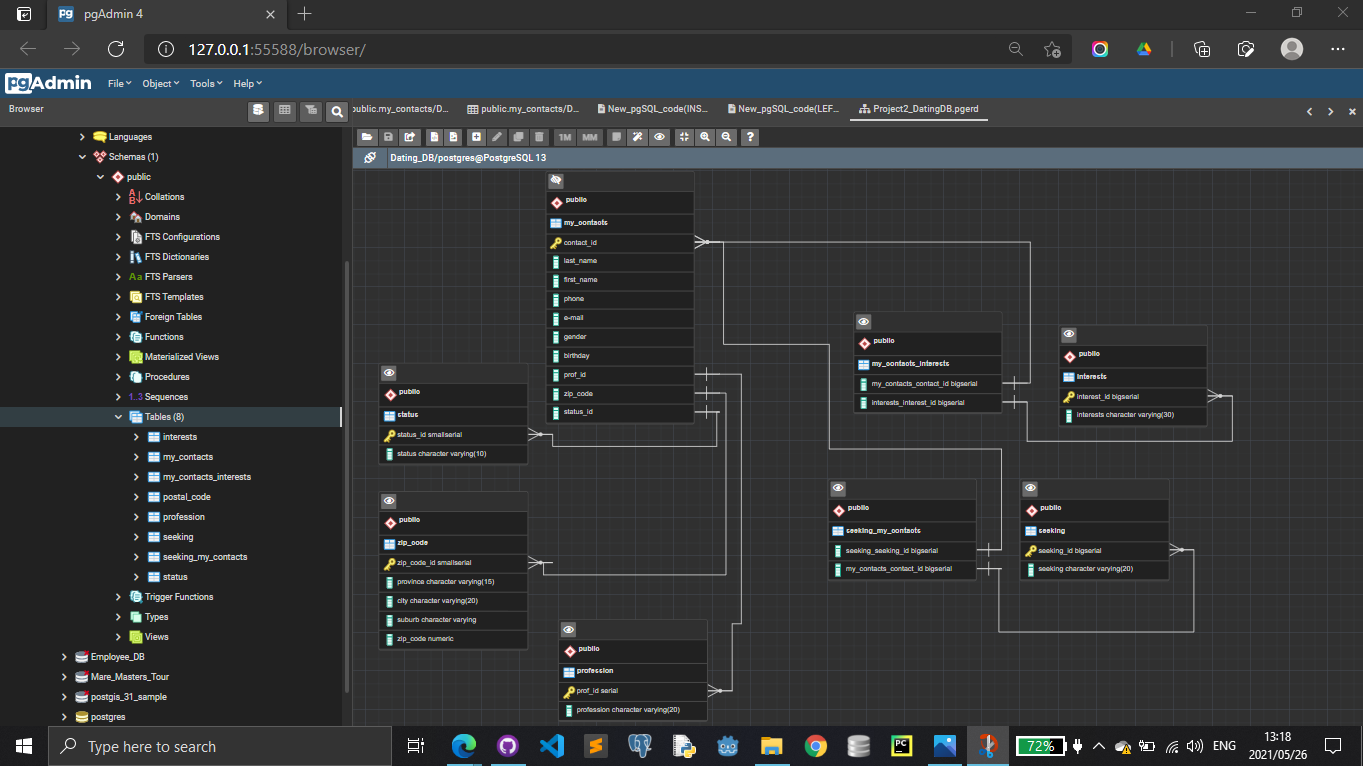 pgAdmin 4
127.0.0.1:55588/browser/
pgAdmin File Object Tools Help
Browser
public.my_contacts/D... public.my_contacts/D... New_pgSQL_code(INS... New_pgSQL_code(LEF... Project2_DatingDB.pgerd
1M MM ?
Dating_DB/postgres@PostgreSQL 13
Languages
Schemas (1)
public
Collations
Domains
FTS Configurations
FTS Dictionaries
Aa FTS Parsers
FTS Templates
Foreign Tables
Functions
Materialized Views
Procedures
1..3 Sequences
Tables (8)
interests
my_contacts
my_contacts_interests
postal_code
profession
seeking
seeking_my_contacts
status
Trigger Functions
Types
Views
Employee_DB
Mare_Masters_Tour
postgis_31_sample
postgres
public
my_contacts
contact_id
last_name
first_name
phone
e-mail
gender
birthday
prof_id
zip_code
status_id
public
status
status_id smallserial
status character varying(10)
public
zip_code
zip_code_id smallserial
province character varying(15)
city character varying(20)
suburb character varying
zip_code numeric
public
profession
prof_id serial
profession character varying(20)
public
my_contacts_interests
my_contacts_contact_id bigserial
interests_interest_id bigserial
public
interests
interest_id bigserial
interests character varying(30)
public
seeking_my_contacts
seeking_seeking_id bigserial
my_contacts_contact_id bigserial
public
seeking
seeking_id bigserial
seeking character varying(20)
Type here to search
72%
ENG
13:18
2021/05/26